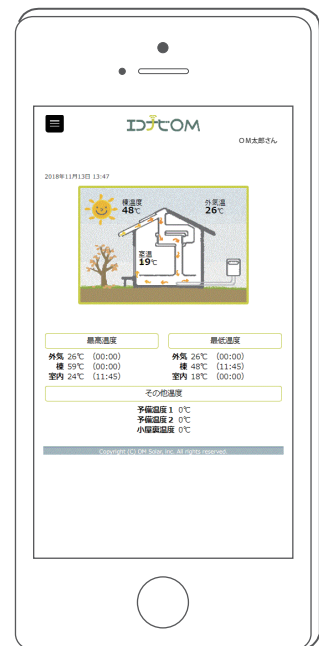 エコナビOM
OM太郎さん
2018年11月13日 13:47
棟温度 外気温
48℃ 26℃
室温
19℃
最高温度 最低温度
外気 26℃ (00:00) 外気 26℃ (00:00)
棟 59℃ (00:00) 棟 48℃ (11:45)
室内 24℃ (11:45) 室内 18℃ (00:00)
その他温度
予備温度1 0℃
予備温度2 0℃
小屋裏温度 0℃
Copyright (C) OM Solar, Inc. All rights reserved.